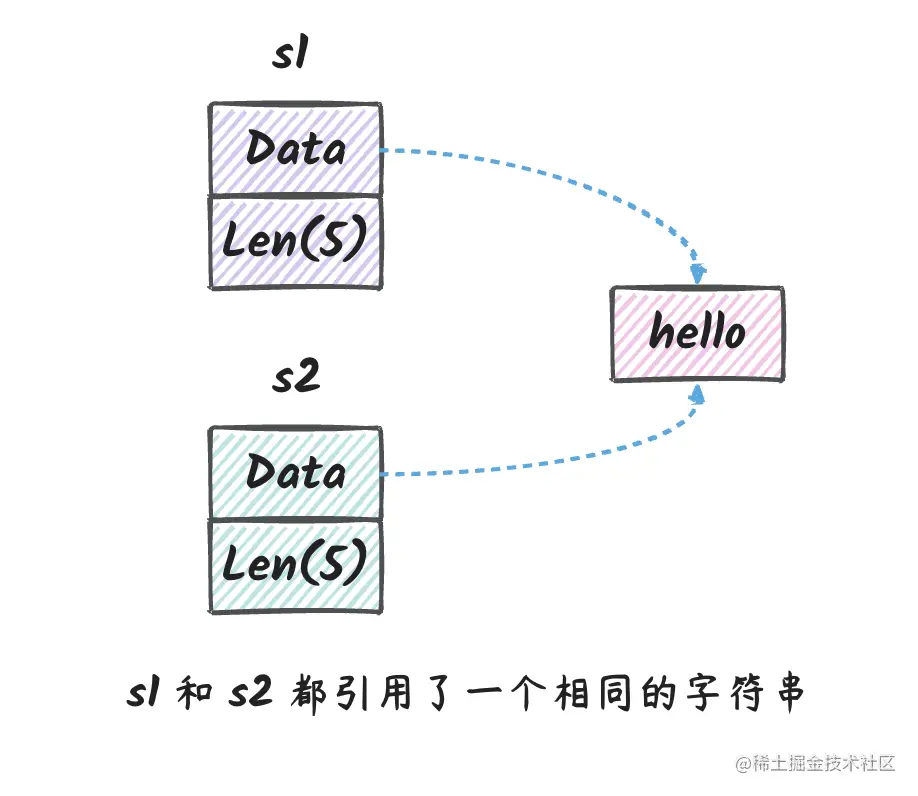 s1
Data
Len(5)
hello
s2
Data
Len(5)
s1 和 s2 都引用了一个相同的字符串
@稀土掘金技术社区